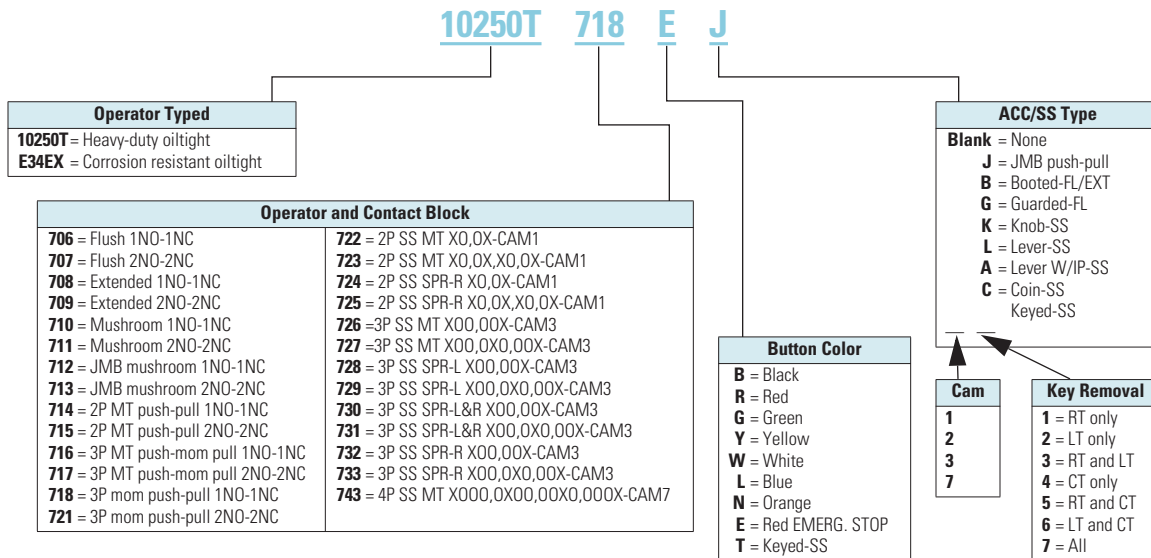 10250T 718 E J
Operator Typed
10250T = Heavy-duty oiltight
E34EX = Corrosion resistant oiltight
Operator and Contact Block
706 = Flush 1NO-1NC
707 = Flush 2NO-2NC
708 = Extended 1NO-1NC
709 = Extended 2NO-2NC
710 = Mushroom 1NO-1NC
711 = Mushroom 2NO-2NC
712 = JMB mushroom 1NO-1NC
713 = JMB mushroom 2NO-2NC
714 = 2P MT push-pull 1NO-1NC
715 = 2P MT push-pull 2NO-2NC
716 = 3P MT push-mom pull 1NO-1NC
717 = 3P MT push-mom pull 2NO-2NC
718 = 3P mom push-pull 1NO-1NC
721 = 3P mom push-pull 2NO-2NC
722 = 2P SS MT XO,OX-CAM1
723 = 2P SS MT XO,OX,XO,OX-CAM1
724 = 2P SS SPR-R XO,OX-CAM1
725 = 2P SS SPR-R XO,OX,XO,OX-CAM1
726 =3P SS MT XOO,OOX-CAM3
727 =3P SS MT XOO,OXO,OOX-CAM3
728 = 3P SS SPR-L XOO,OOX-CAM3
729 = 3P SS SPR-L XOO,OXO,OOX-CAM3
730 = 3P SS SPR-L&R XOO,OOX-CAM3
731 = 3P SS SPR-L&R XOO,OXO,OOX-CAM3
732 = 3P SS SPR-R XOO,OOX-CAM3
733 = 3P SS SPR-R XOO,OXO,OOX-CAM3
743 = 4P SS MT XOOO,OXOO,OOXO,OOOX-CAM7
Button Color
B = Black
R = Red
G = Green
Y = Yellow
W = White
L = Blue
N = Orange
E = Red EMERG. STOP
T = Keyed-SS
ACC/SS Type
Blank = None
J = JMB push-pull
B = Booted-FL/EXT
G = Guarded-FL
K = Knob-SS
L = Lever-SS
A = Lever W/IP-SS
C = Coin-SS
Keyed-SS
Cam
1
2
3
7
Key Removal
1 = RT only
2 = LT only
3 = RT and LT
4 = CT only
5 = RT and CT
6 = LT and CT
7 = All